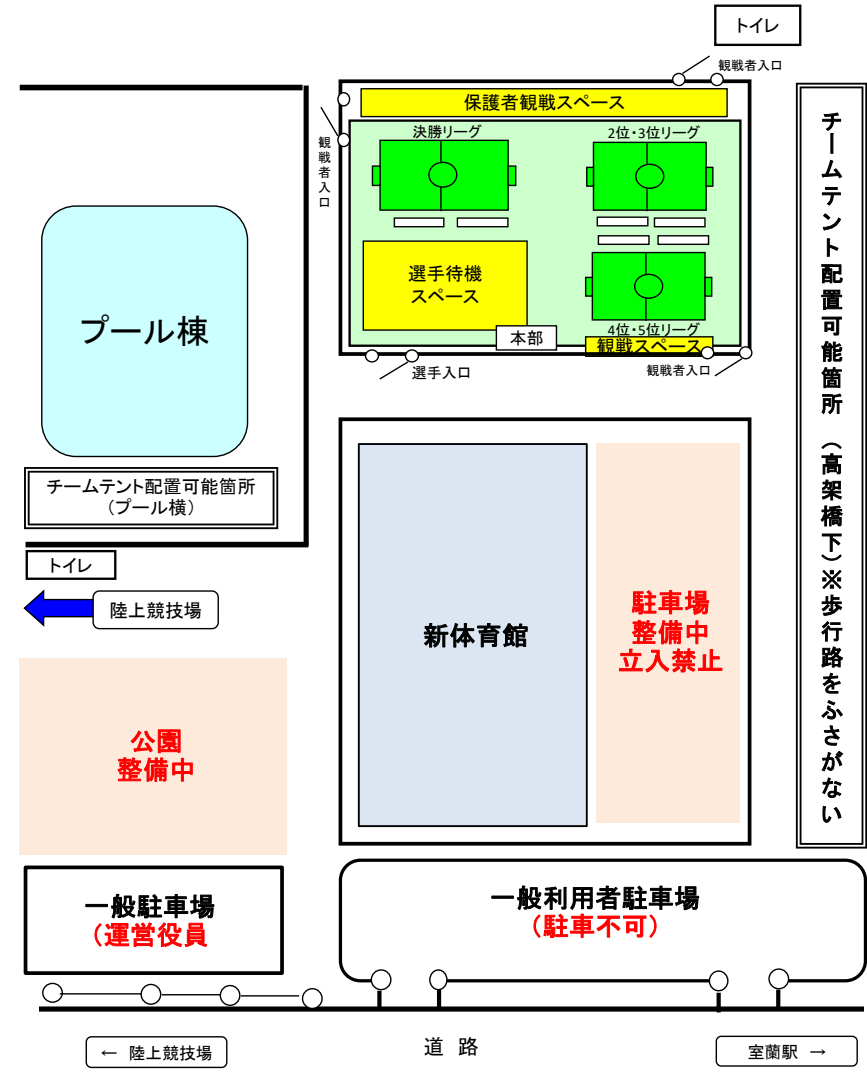 トイレ
観戦者入口
保護者観戦スペース
観戦者入口
決勝リーグ
2位・3位リーグ
選手待機
スペース
4位・5位リーグ
本部
観戦スペース
選手入口
観戦者入口
プール棟
チームテント配置可能箇所
（プール横）
トイレ
陸上競技場
チームテント配置可能箇所　（高架橋下）※歩行路をふさがない
新体育館
駐車場
整備中
立入禁止
公園
整備中
一般駐車場
（運営役員
一般利用者駐車場
（駐車不可）
← 陸上競技場
道 路
室蘭駅 →